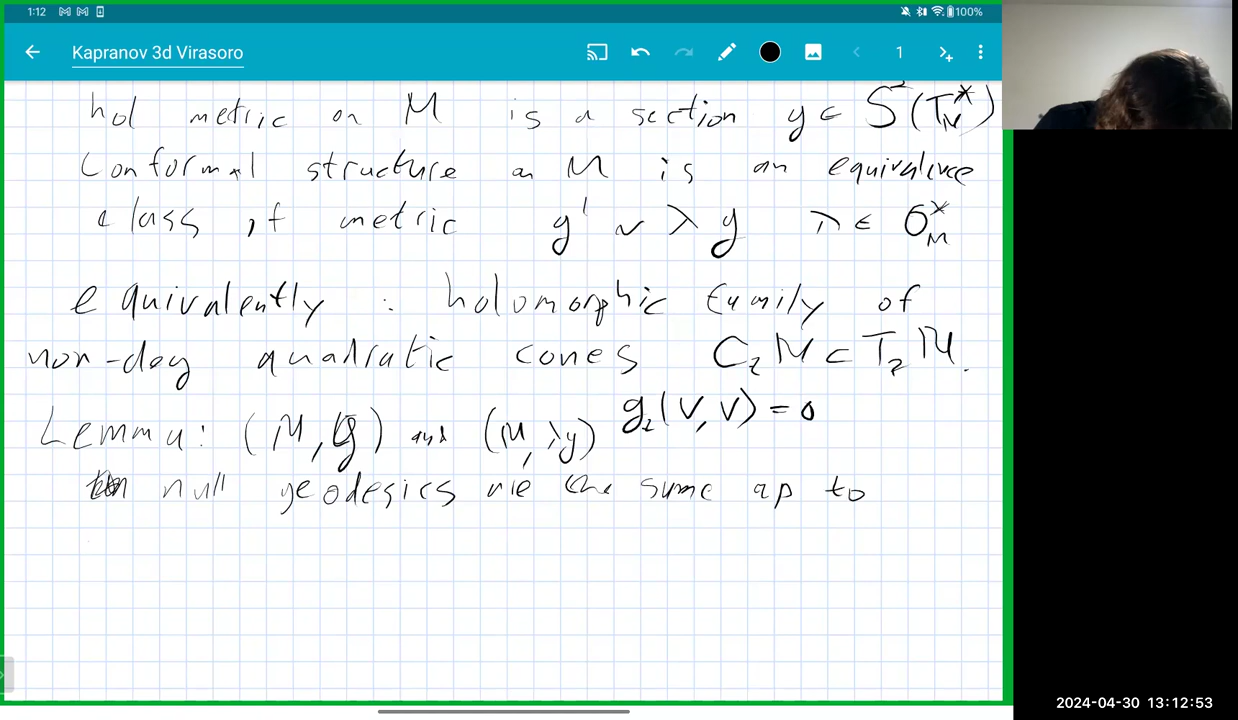 1:12
100%
Kapranov 3d Virasoro
1
hol metric on M is a section g ∈ S²(T*_M)
Conformal structure on M is an equivalence
class of metric g' ~ λg λ ∈ O*_M
equivalently : holomorphic family of
non-deg quadratic cones C_z M ⊂ T_z M.
g_z(v, v) = 0
Lemma: (M, g) and (M, λg)
null geodesics are the same up to
2024-04-30 13:12:53